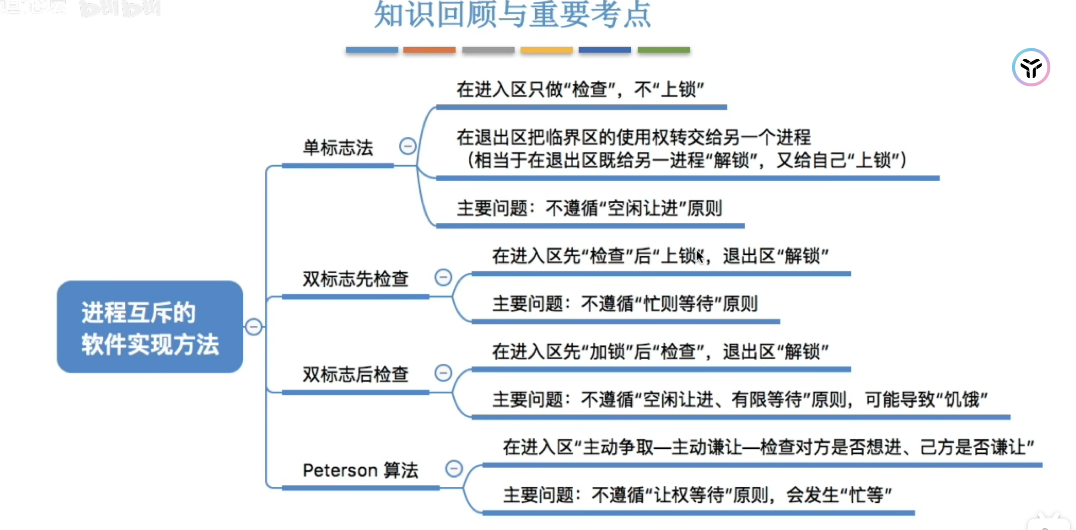 知识回顾与重要考点
在进入区只做“检查”，不“上锁”
单标志法
在退出区把临界区的使用权转交给另一个进程
（相当于在退出区既给另一进程“解锁”，又给自己“上锁”）
主要问题：不遵循“空闲让进”原则
进程互斥的
软件实现方法
双标志先检查
在进入区先“检查”后“上锁”，退出区“解锁”
主要问题：不遵循“忙则等待”原则
双标志后检查
在进入区先“加锁”后“检查”，退出区“解锁”
主要问题：不遵循“空闲让进、有限等待”原则，可能导致“饥饿”
Peterson 算法
在进入区“主动争取—主动谦让—检查对方是否想进、己方是否谦让”
主要问题：不遵循“让权等待”原则，会发生“忙等”